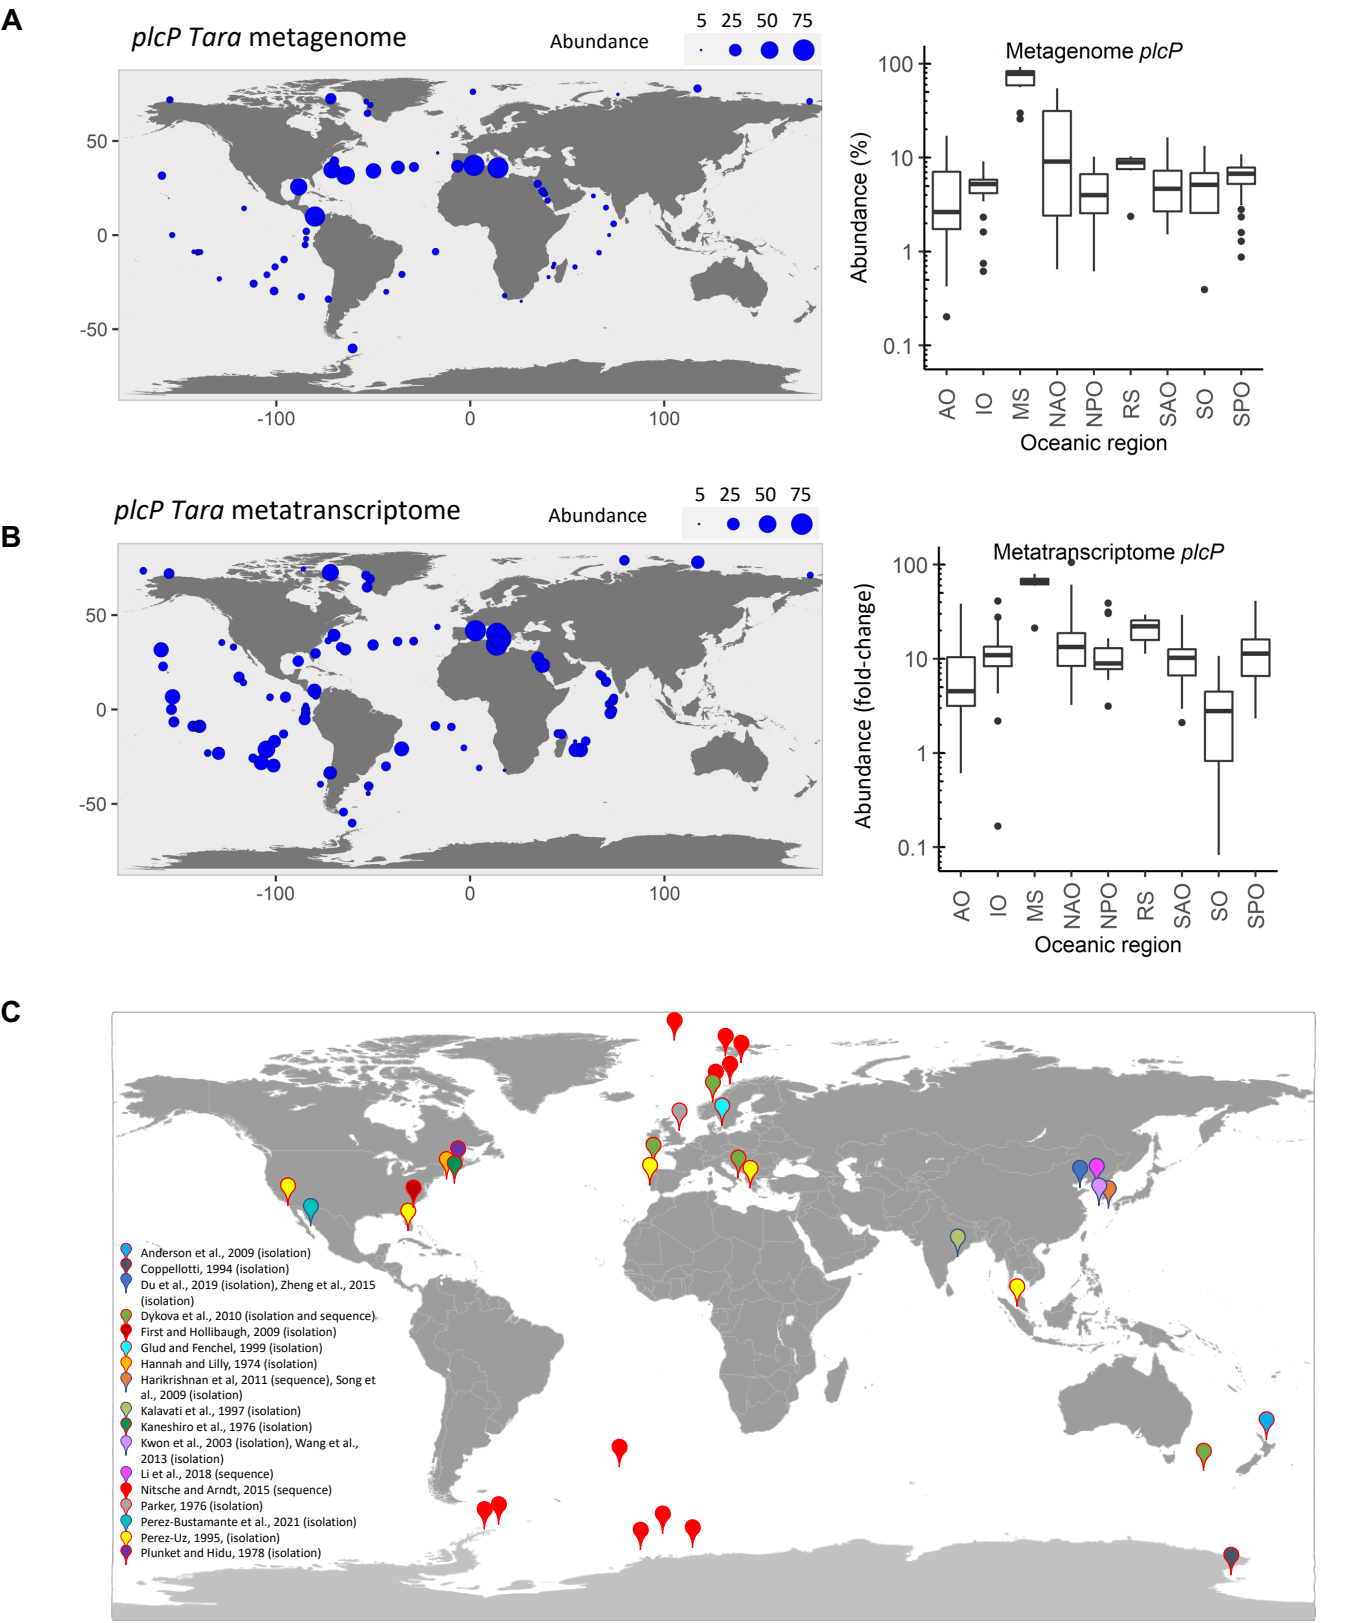 A
plcP Tara metagenome
Abundance
5 25 50 75
50
0
-50
-100 0 100
Metagenome plcP
Abundance (%)
100
10
1
0.1
AO IO MS NAO NPO RS SAO SO SPO
Oceanic region
B
plcP Tara metatranscriptome
Abundance
5 25 50 75
50
0
-50
-100 0 100
Metatranscriptome plcP
Abundance (fold-change)
100
10
1
0.1
AO IO MS NAO NPO RS SAO SO SPO
Oceanic region
C
Anderson et al., 2009 (isolation)
Coppellotti, 1994 (isolation)
Du et al., 2019 (isolation), Zheng et al., 2015
(isolation)
Dykova et al., 2010 (isolation and sequence)
First and Hollibaugh, 2009 (isolation)
Glud and Fenchel, 1999 (isolation)
Hannah and Lilly, 1974 (isolation)
Harikrishnan et al, 2011 (sequence), Song et
al., 2009 (isolation)
Kalavati et al., 1997 (isolation)
Kaneshiro et al., 1976 (isolation)
Kwon et al., 2003 (isolation), Wang et al.,
2013 (isolation)
Li et al., 2018 (sequence)
Nitsche and Arndt, 2015 (sequence)
Parker, 1976 (isolation)
Perez-Bustamante et al., 2021 (isolation)
Perez-Uz, 1995, (isolation)
Plunket and Hidu, 1978 (isolation)